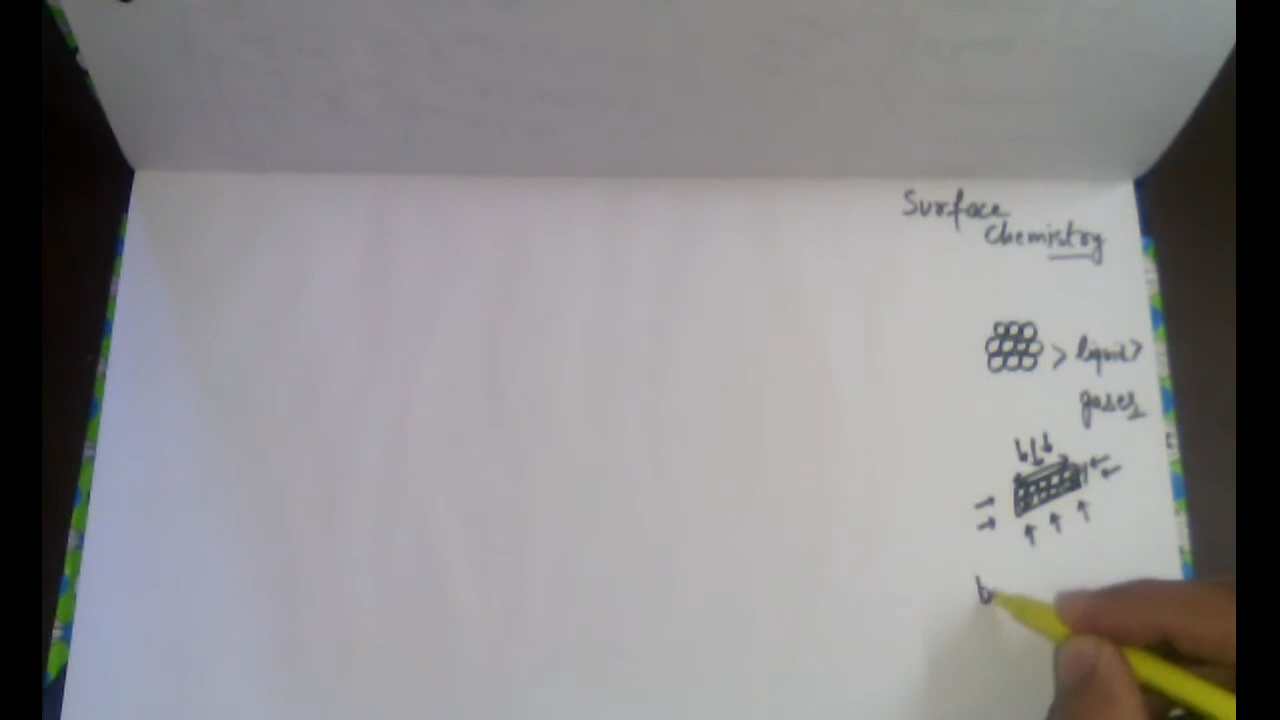 Surface
Chemistry
> liquid >
gases
b